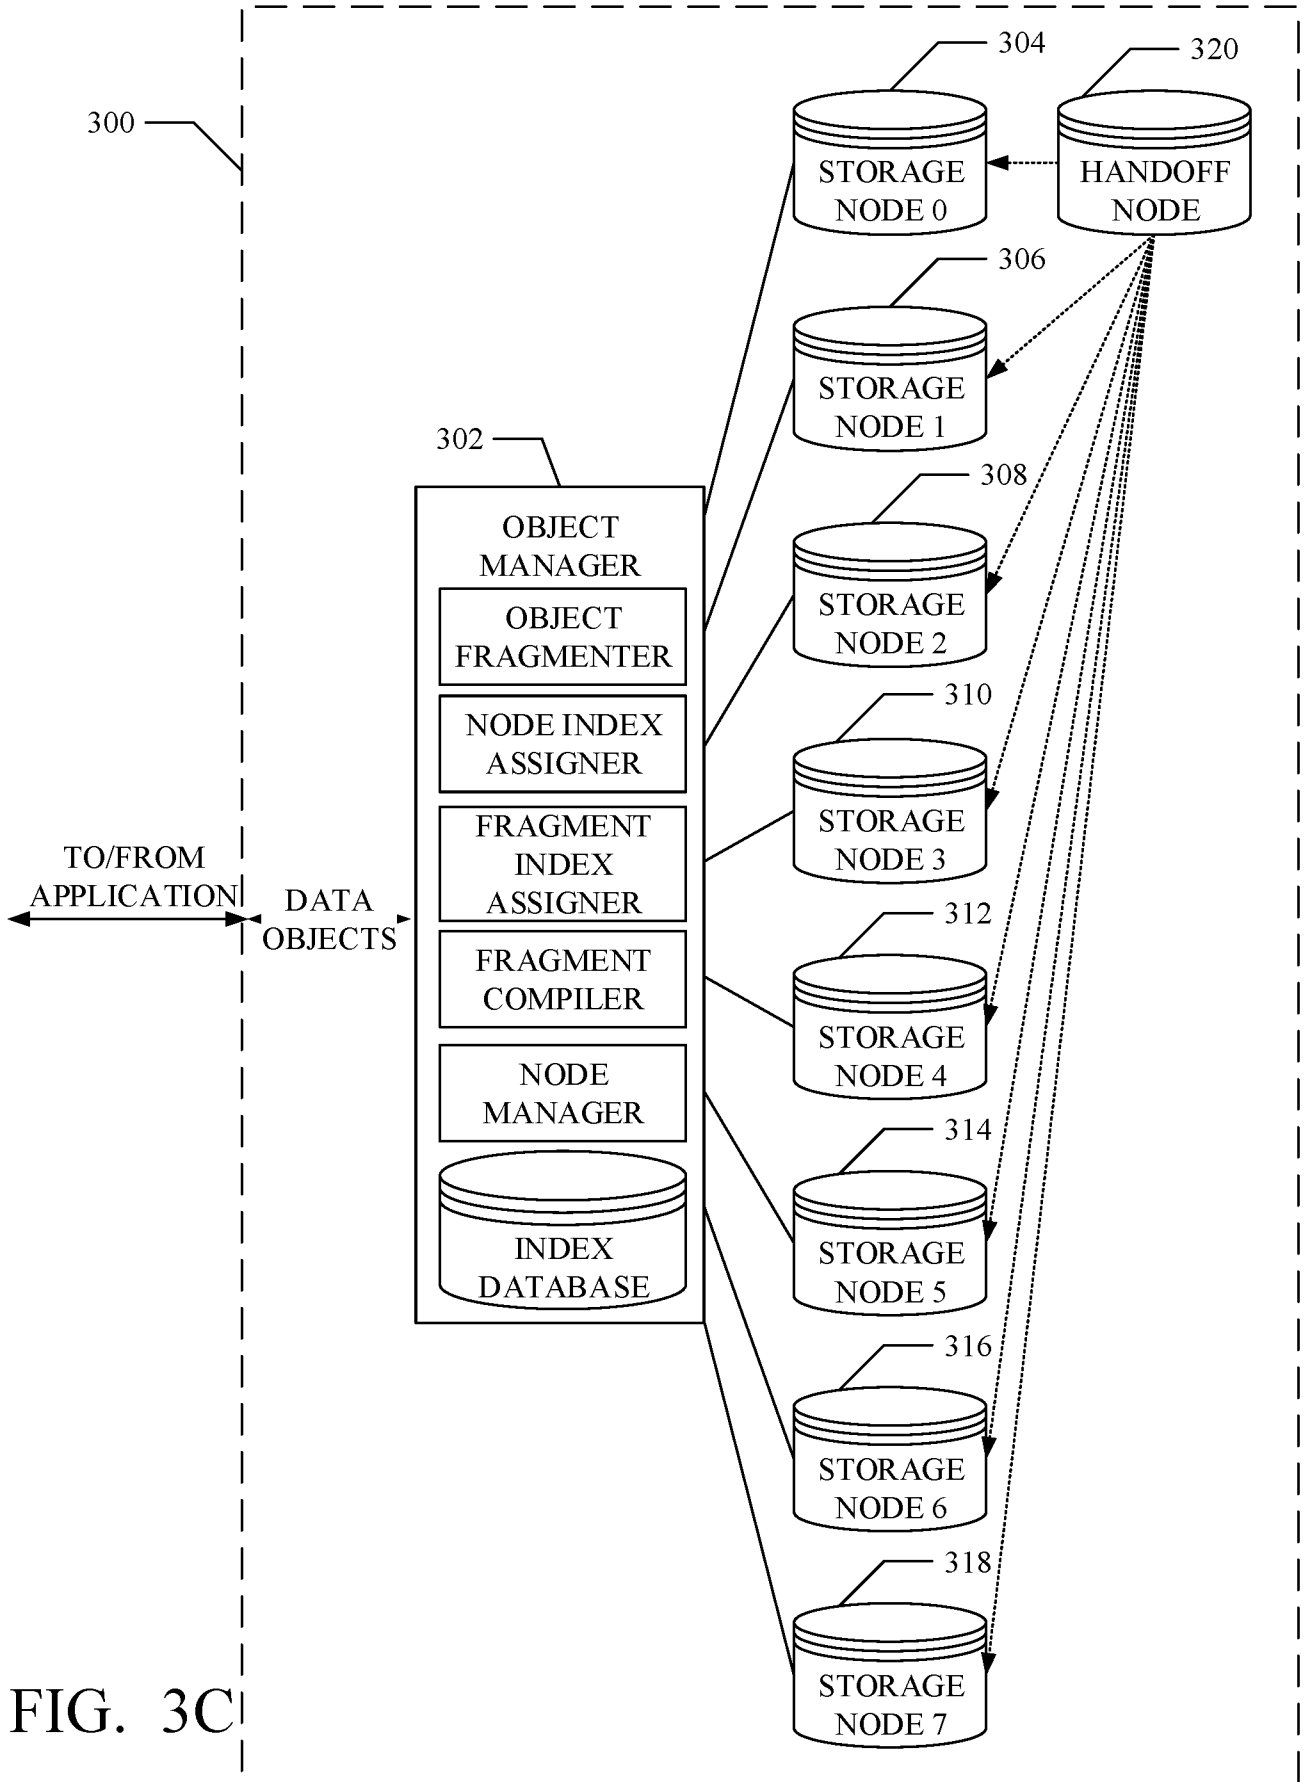 304
320
300
STORAGE
NODE 0
HANDOFF
NODE
306
STORAGE
NODE 1
302
308
OBJECT
MANAGER
OBJECT
FRAGMENTER
STORAGE
NODE 2
310
NODE INDEX
ASSIGNER
STORAGE
NODE 3
FRAGMENT
INDEX
ASSIGNER
TO/FROM
APPLICATION
DATA
OBJECTS
312
FRAGMENT
COMPILER
STORAGE
NODE 4
NODE
MANAGER
314
INDEX
DATABASE
STORAGE
NODE 5
316
STORAGE
NODE 6
318
STORAGE
NODE 7
FIG. 3C